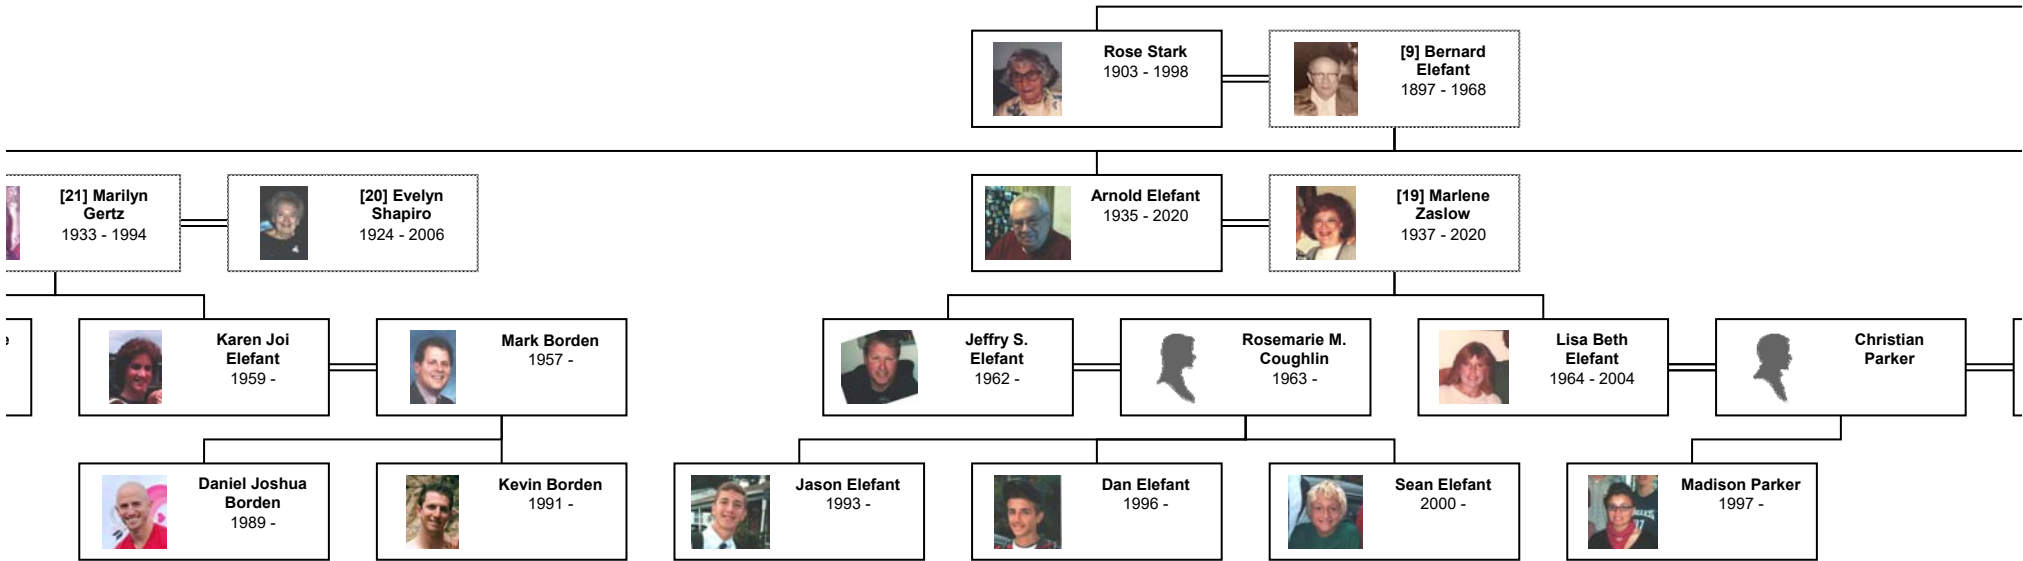 Rose Stark
1903 - 1998
[9] Bernard
Elefant
1897 - 1968
[21] Marilyn
Gertz
1933 - 1994
[20] Evelyn
Shapiro
1924 - 2006
Arnold Elefant
1935 - 2020
[19] Marlene
Zaslow
1937 - 2020
e
Karen Joi
Elefant
1959 -
Mark Borden
1957 -
Jeffry S.
Elefant
1962 -
Rosemarie M.
Coughlin
1963 -
Lisa Beth
Elefant
1964 - 2004
Christian
Parker
Daniel Joshua
Borden
1989 -
Kevin Borden
1991 -
Jason Elefant
1993 -
Dan Elefant
1996 -
Sean Elefant
2000 -
Madison Parker
1997 -